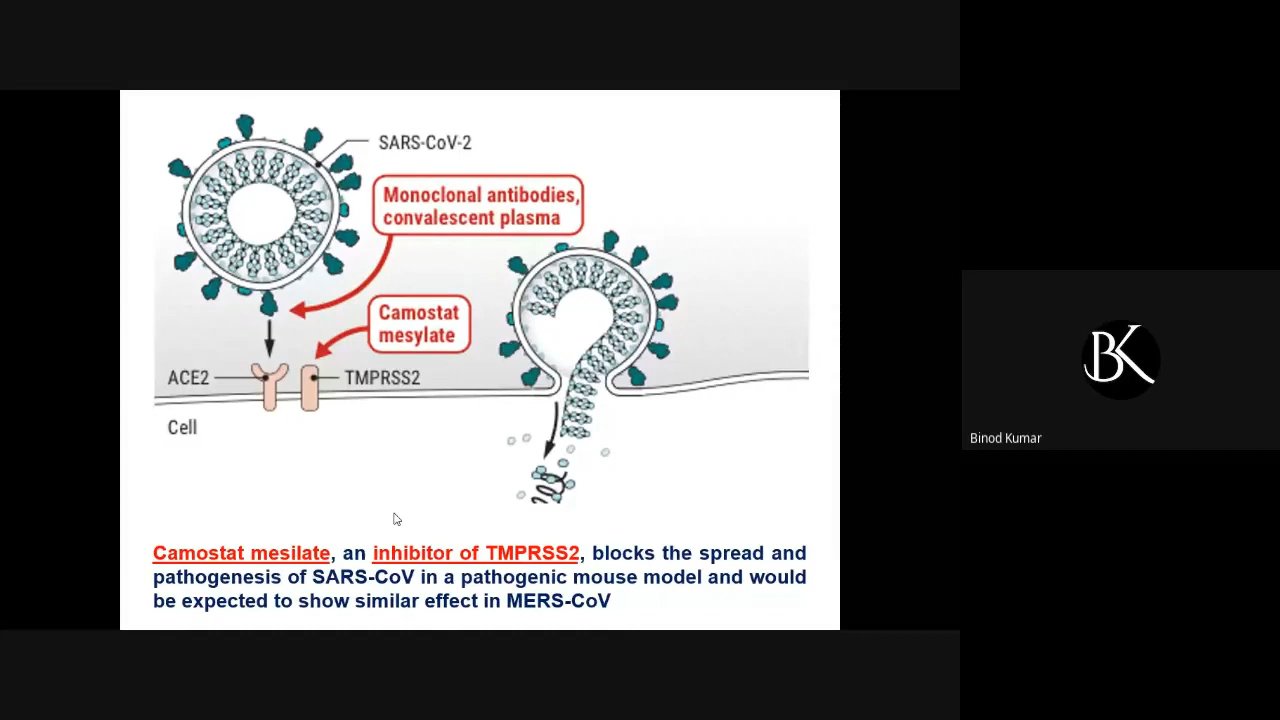 SARS-CoV-2
Monoclonal antibodies,
convalescent plasma
Camostat
mesylate
ACE2
TMPRSS2
Cell
Camostat mesilate, an inhibitor of TMPRSS2, blocks the spread and
pathogenesis of SARS-CoV in a pathogenic mouse model and would
be expected to show similar effect in MERS-CoV
BK
Binod Kumar